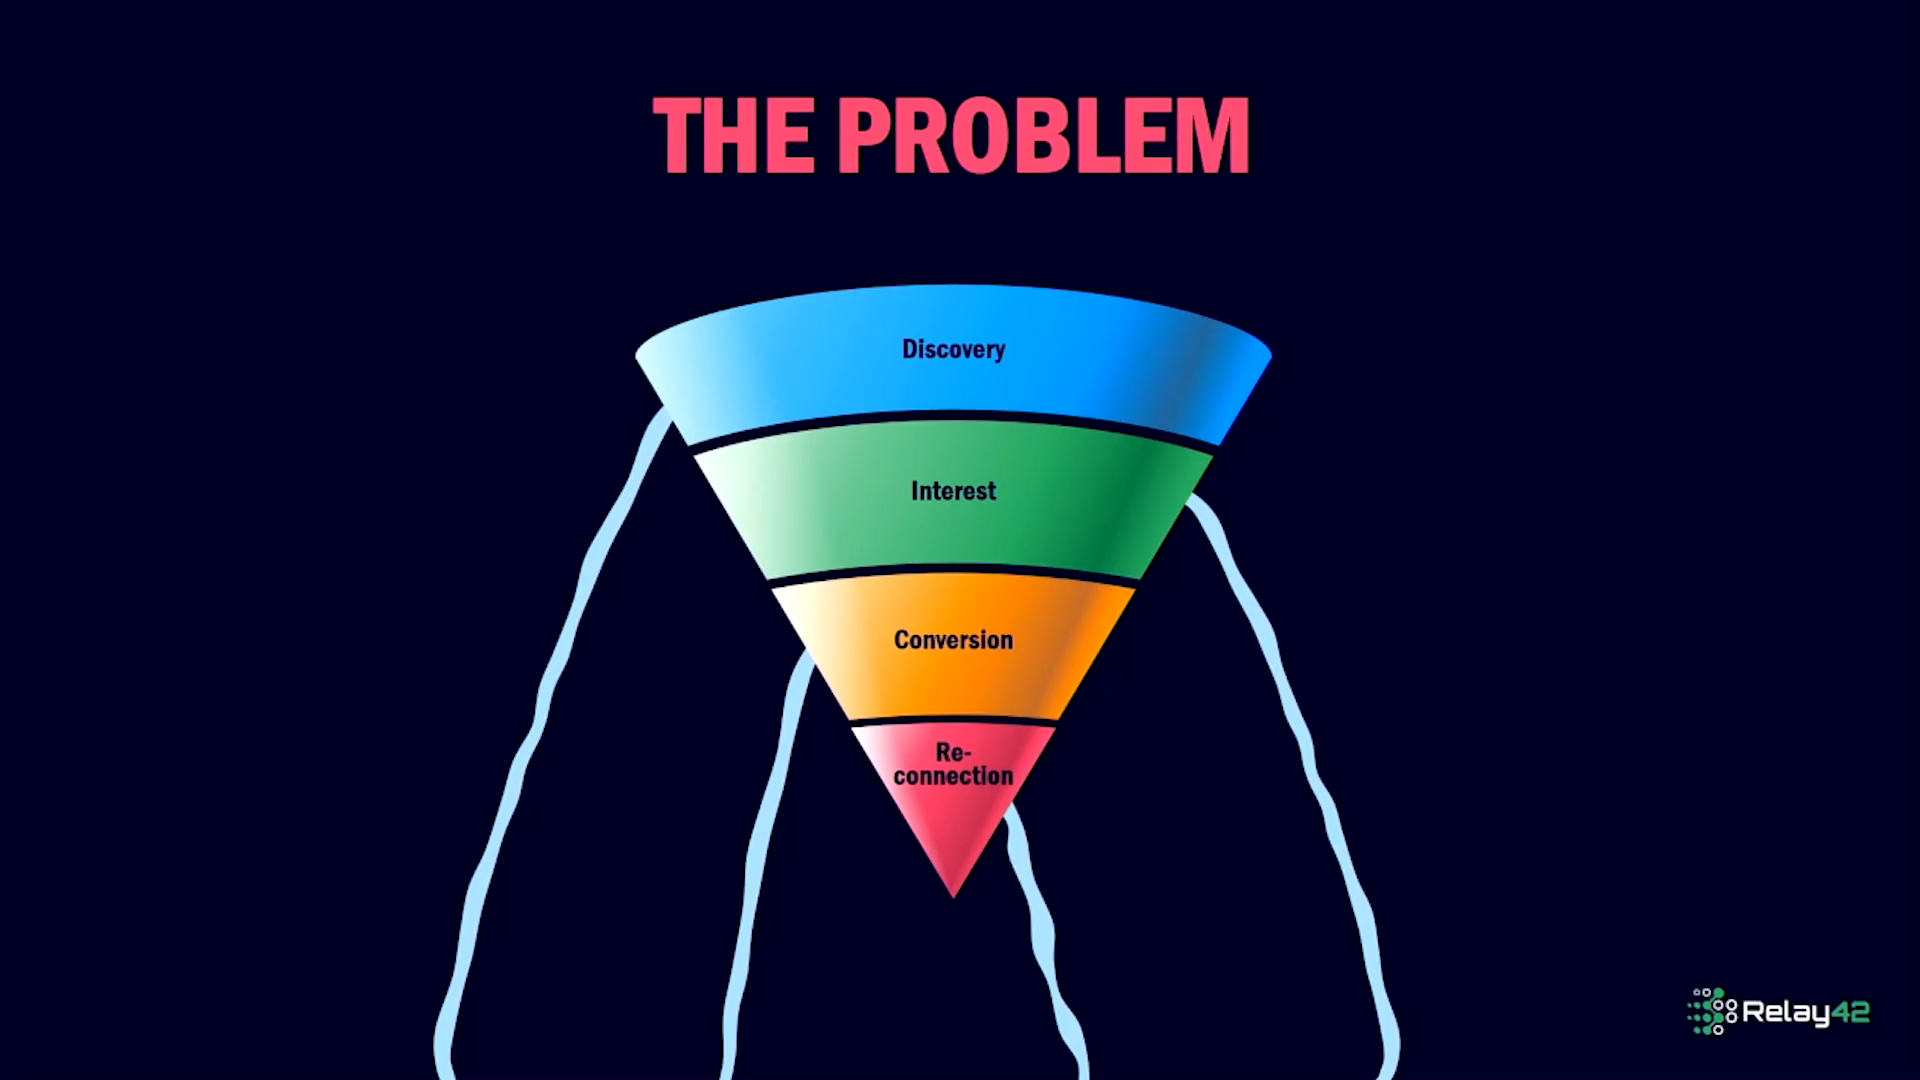 THE PROBLEM
Discovery
Interest
Conversion
Re-
connection
Relay42